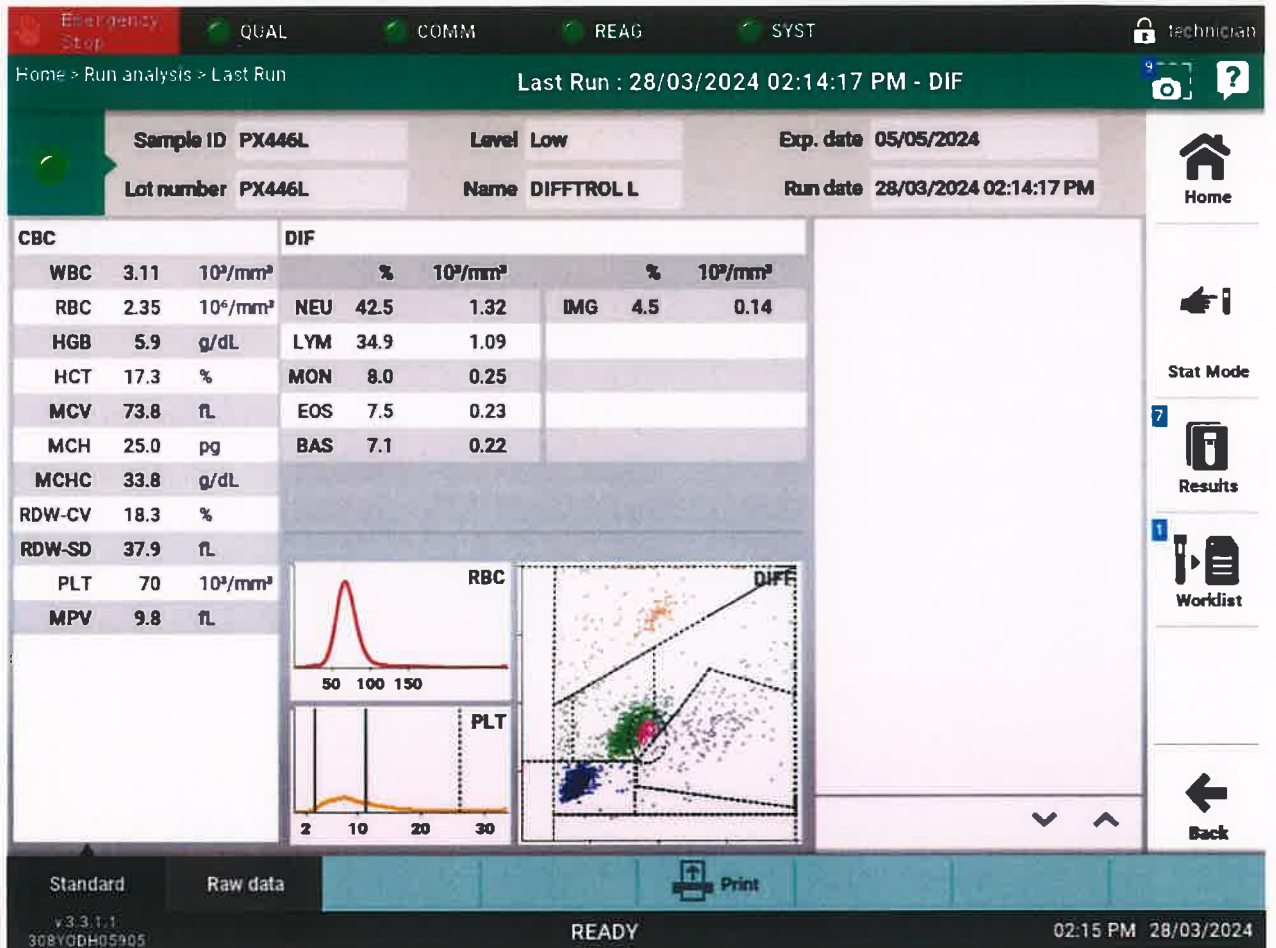 Emergency Stop QUAL COMM REAG SYST technician
Home > Run analysis > Last Run Last Run : 28/03/2024 02:14:17 PM - DIF 9 ?
Sample ID PX446L Level Low Exp. date 05/05/2024
Lot number PX446L Name DIFFTROL L Run date 28/03/2024 02:14:17 PM
Home
CBC DIF
% 10³/mm³ % 10³/mm³
WBC 3.11 10³/mm³
RBC 2.35 10⁶/mm³ NEU 42.5 1.32 IMG 4.5 0.14
HGB 5.9 g/dL LYM 34.9 1.09
HCT 17.3 % MON 8.0 0.25
MCV 73.8 fL EOS 7.5 0.23
MCH 25.0 pg BAS 7.1 0.22
MCHC 33.8 g/dL
RDW-CV 18.3 %
RDW-SD 37.9 fL
PLT 70 10³/mm³
MPV 9.8 fL
RBC
50 100 150
PLT
2 10 20 30
DIFF
Stat Mode
7
Results
1
Worklist
Back
Standard Raw data Print
v 3.3.1.1
308YODH05905
READY 02:15 PM 28/03/2024